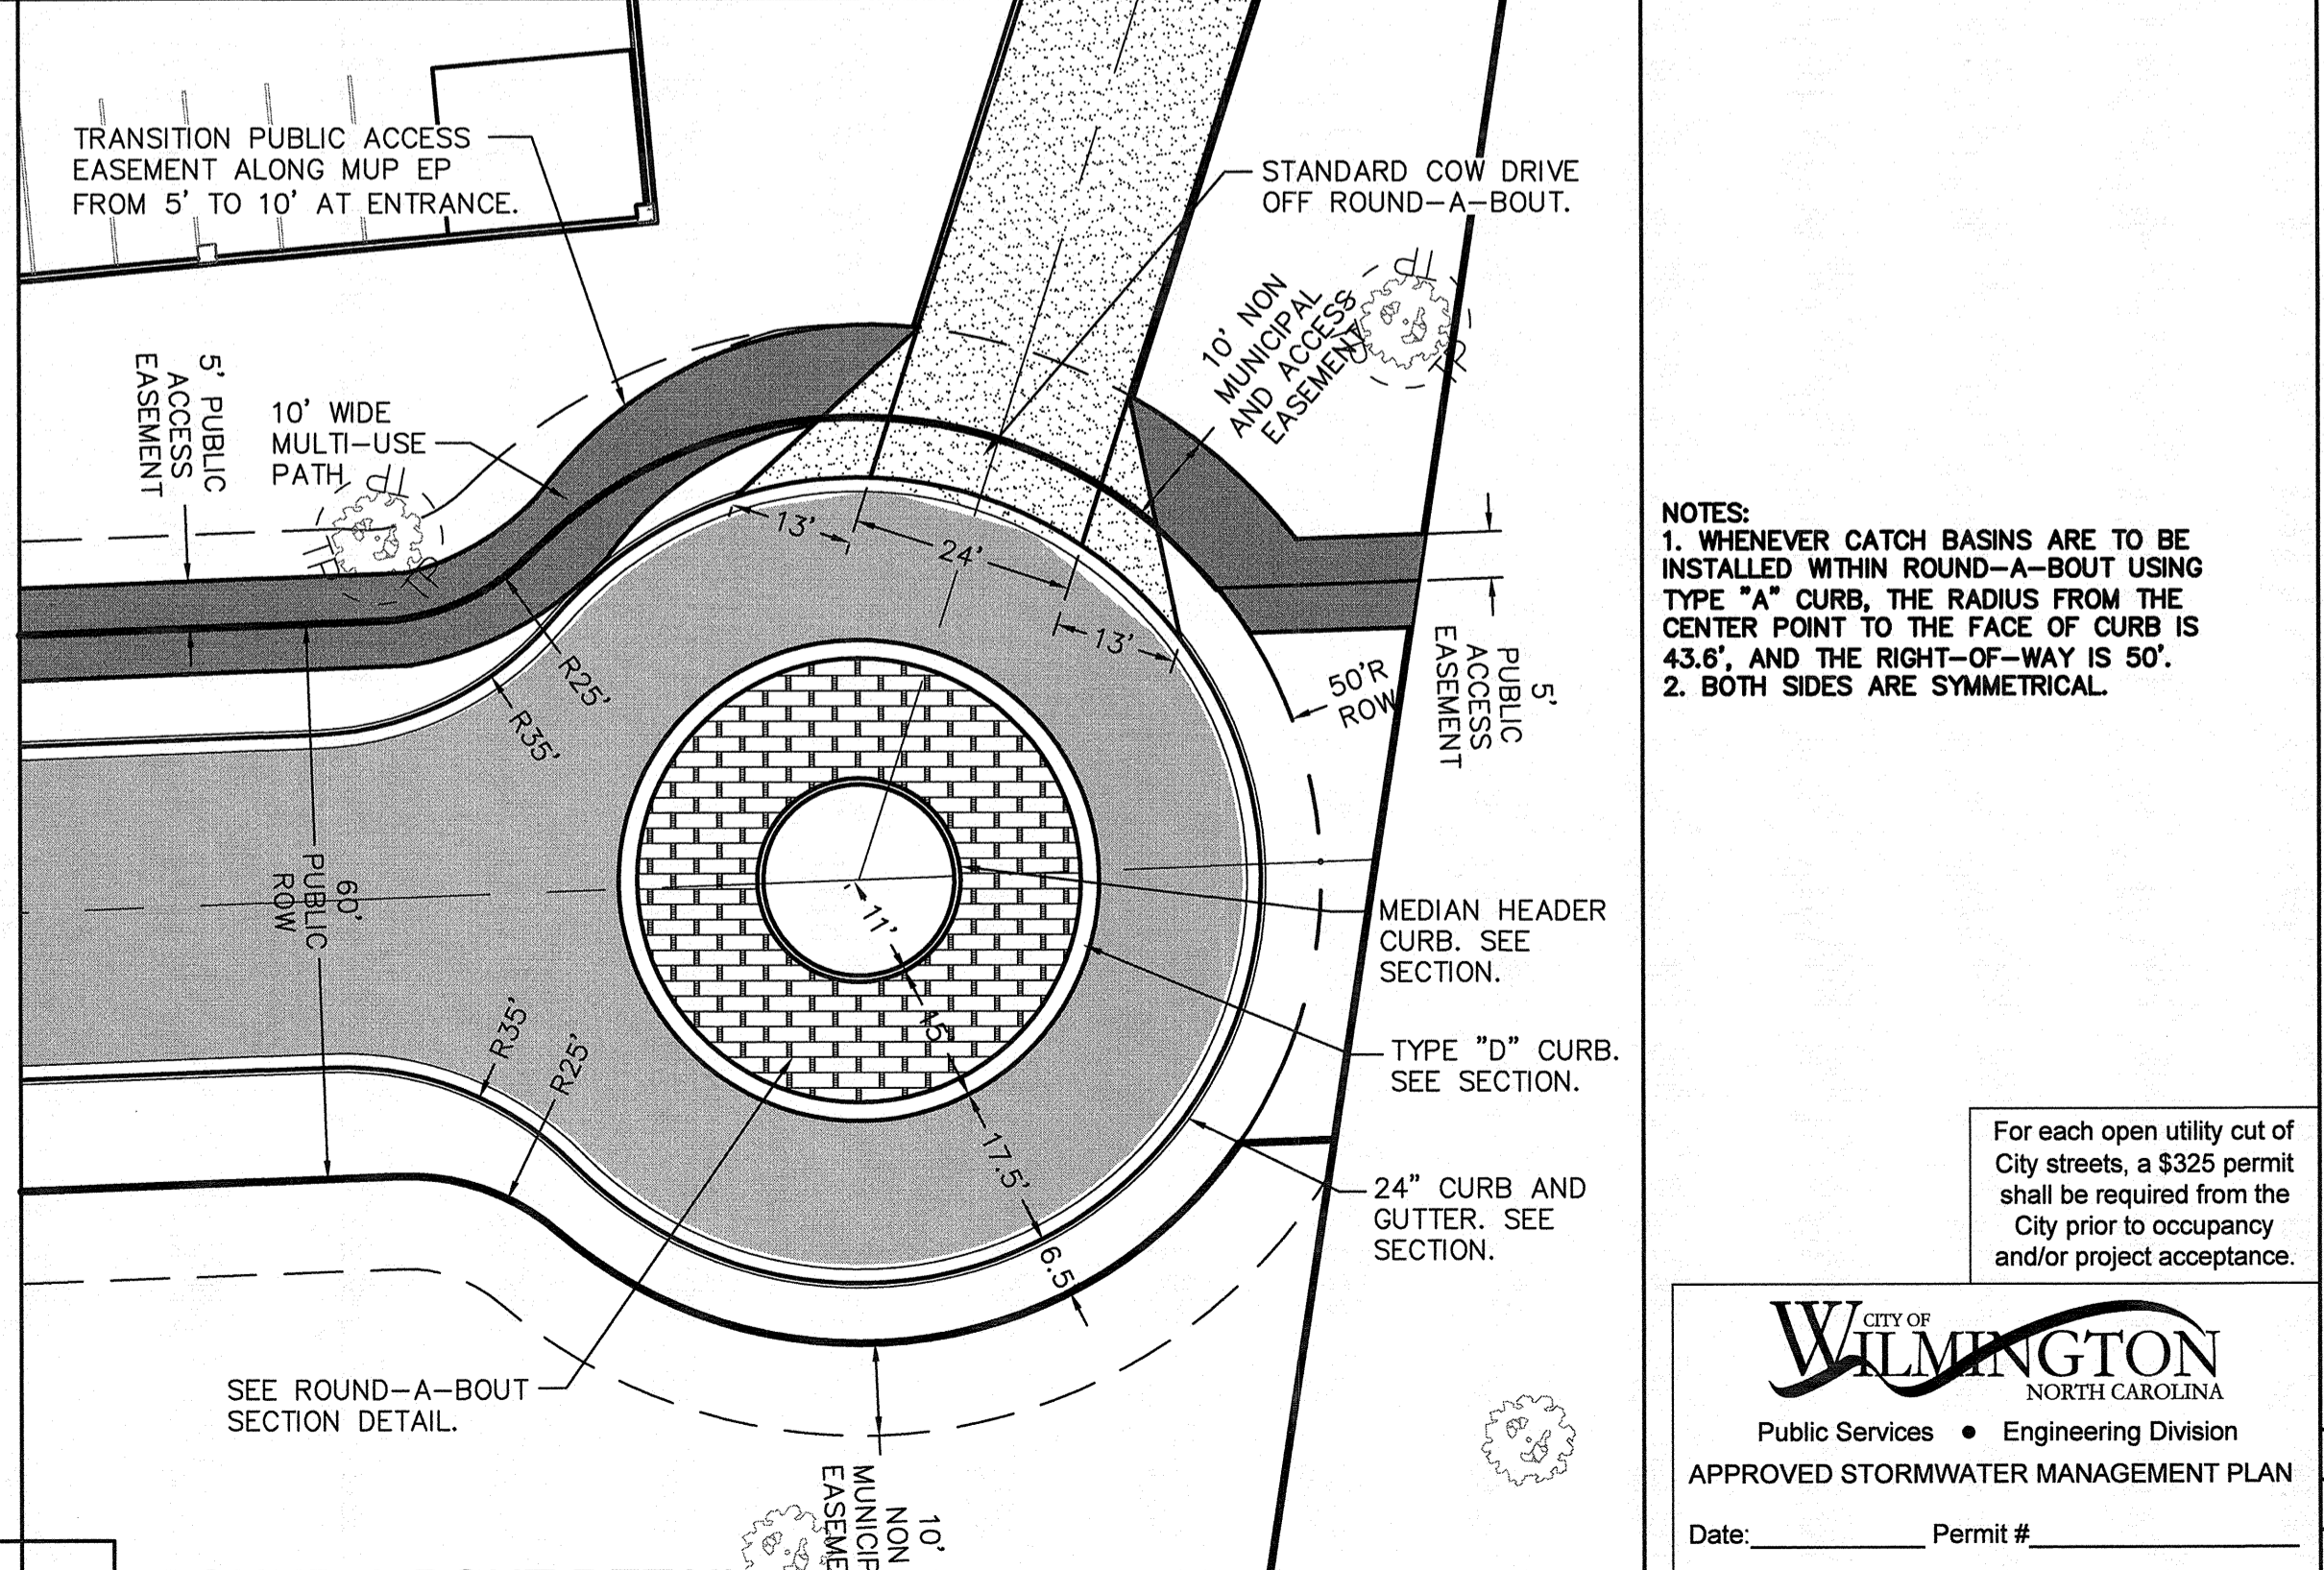 TRANSITION PUBLIC ACCESS
EASEMENT ALONG MUP EP
FROM 5' TO 10' AT ENTRANCE.
STANDARD COW DRIVE
OFF ROUND-A-BOUT.
10' NON
MUNICIPAL
AND ACCESS
EASEMENT
TP
TP
TP
5' PUBLIC
ACCESS
EASEMENT
10' WIDE
MULTI-USE
PATH
TP
TP
TP
13'
24'
13'
R25'
R35'
50'R
ROW
5'
PUBLIC
ACCESS
EASEMENT
60'
PUBLIC
ROW
11'
15'
17.5'
6.5'
R35'
R25'
MEDIAN HEADER
CURB. SEE
SECTION.
TYPE "D" CURB.
SEE SECTION.
24" CURB AND
GUTTER. SEE
SECTION.
SEE ROUND-A-BOUT
SECTION DETAIL.
10'
NON
NOTES:
1. WHENEVER CATCH BASINS ARE TO BE
INSTALLED WITHIN ROUND-A-BOUT USING
TYPE "A" CURB, THE RADIUS FROM THE
CENTER POINT TO THE FACE OF CURB IS
43.6', AND THE RIGHT-OF-WAY IS 50'.
2. BOTH SIDES ARE SYMMETRICAL.
For each open utility cut of
City streets, a $325 permit
shall be required from the
City prior to occupancy
and/or project acceptance.
CITY OF
WILMINGTON
NORTH CAROLINA
Public Services • Engineering Division
APPROVED STORMWATER MANAGEMENT PLAN
Date:____________ Permit #____________________